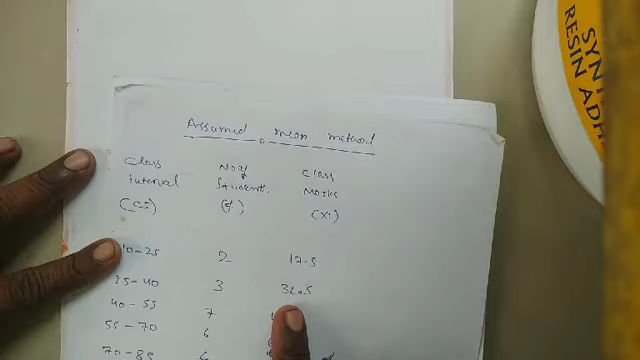 Assumed mean method
Class No of Class
interval Students Marks
(CI) (f) (xi)
10-25 2 17.5
25-40 3 32.5
40-55 7
55-70 6
70-85 6
SYN
RESIN ADH